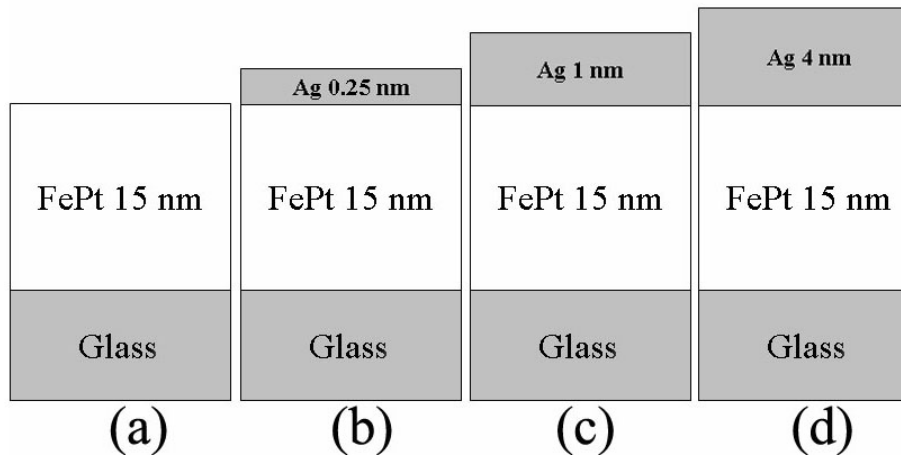 Ag 0.25 nm
Ag 1 nm
Ag 4 nm
FePt 15 nm
FePt 15 nm
FePt 15 nm
FePt 15 nm
Glass
Glass
Glass
Glass
(a)
(b)
(c)
(d)